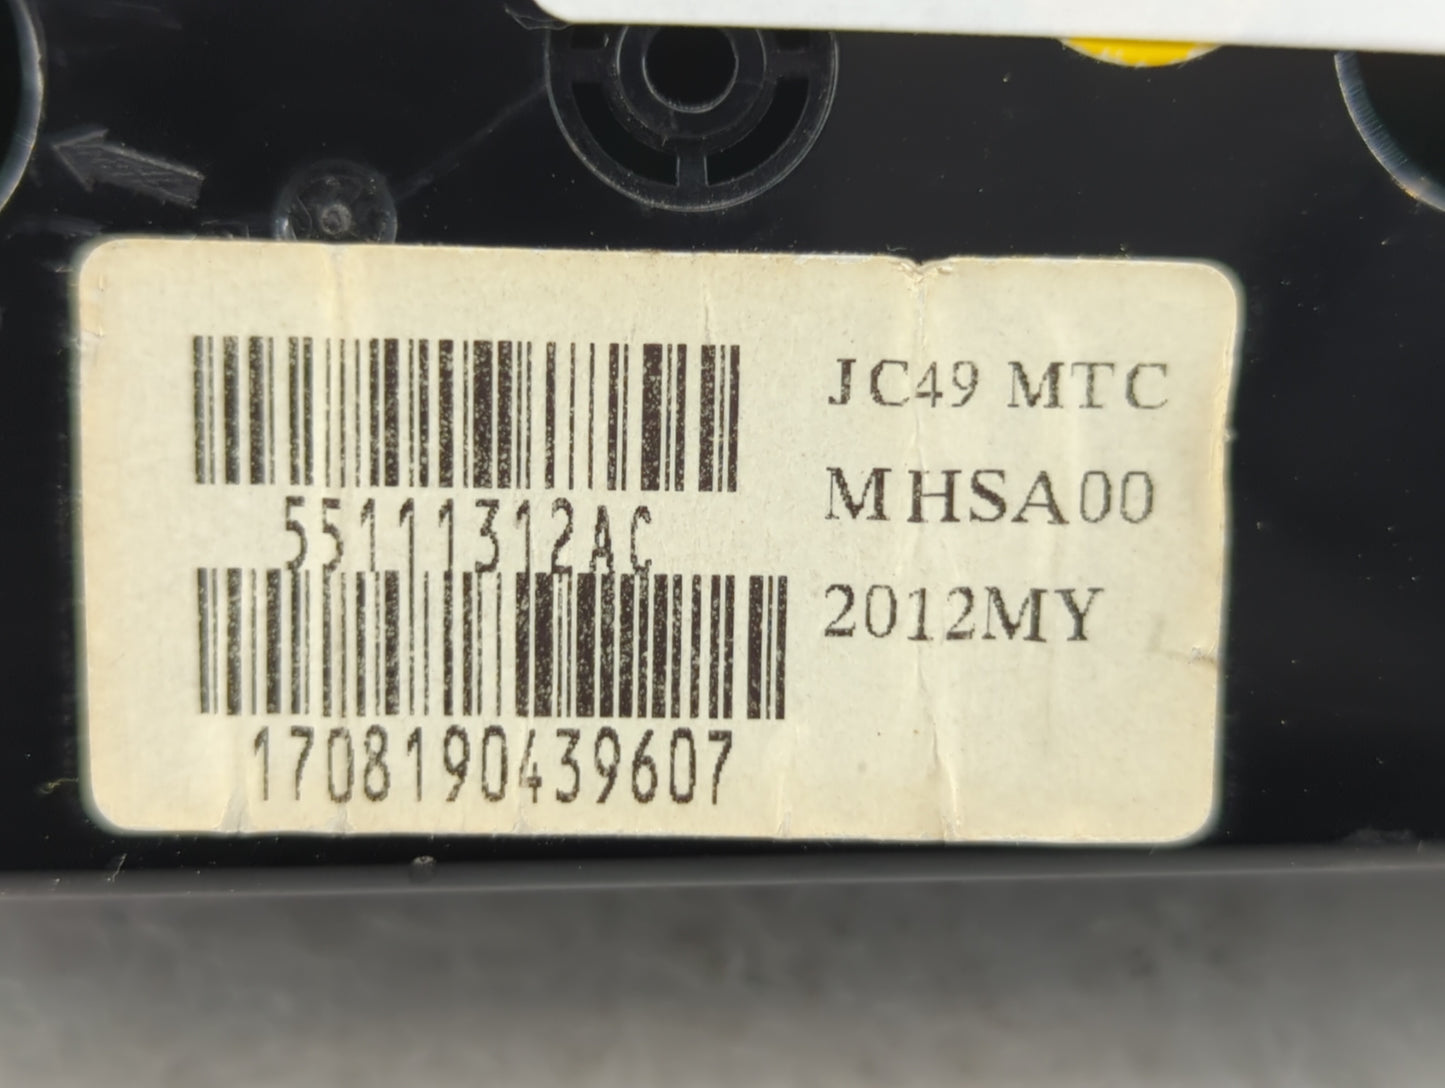 JC49 MTC
55111312AC
MHSA00
2012MY
1708190439607